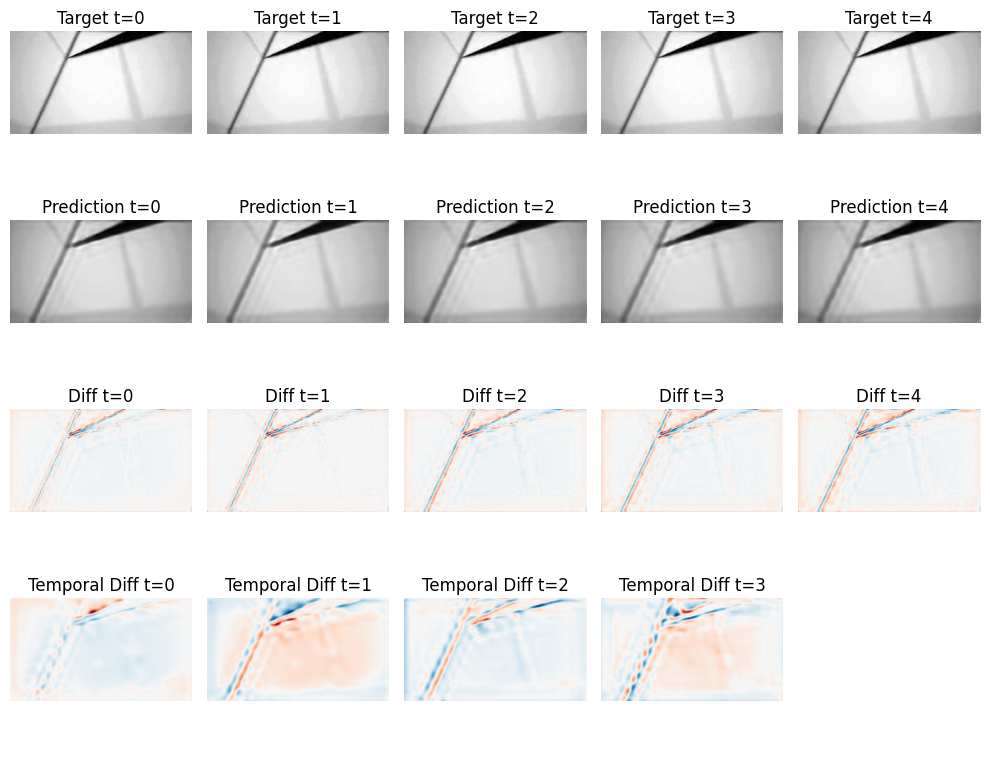 Target t=0 Target t=1 Target t=2 Target t=3 Target t=4
Prediction t=0 Prediction t=1 Prediction t=2 Prediction t=3 Prediction t=4
Diff t=0 Diff t=1 Diff t=2 Diff t=3 Diff t=4
Temporal Diff t=0 Temporal Diff t=1 Temporal Diff t=2 Temporal Diff t=3